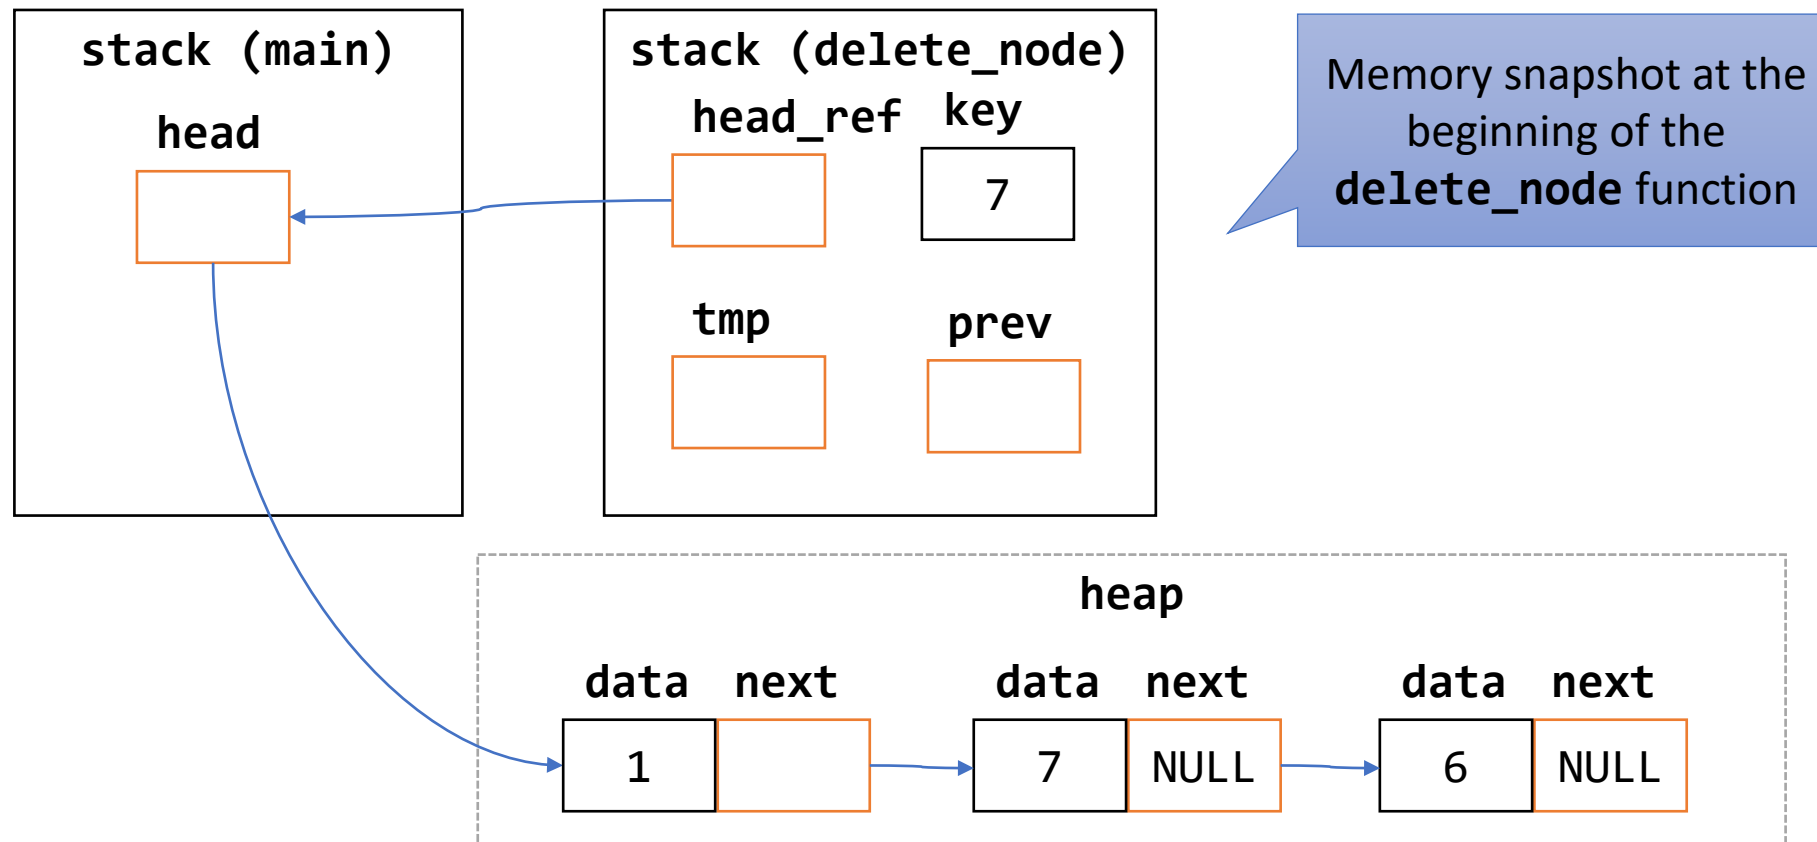 stack (main)
head
stack (delete_node)
head_ref key
7
tmp prev
Memory snapshot at the
beginning of the
delete_node function
heap
data next data next data next
1 7 NULL 6 NULL